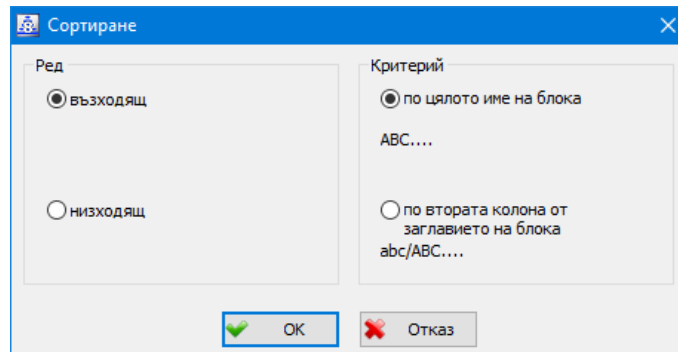 Сортиране
Ред
възходящ
низходящ
Критерий
по цялото име на блока
ABC....
по втората колона от
заглавието на блока
abc/ABC....
OK
Отказ